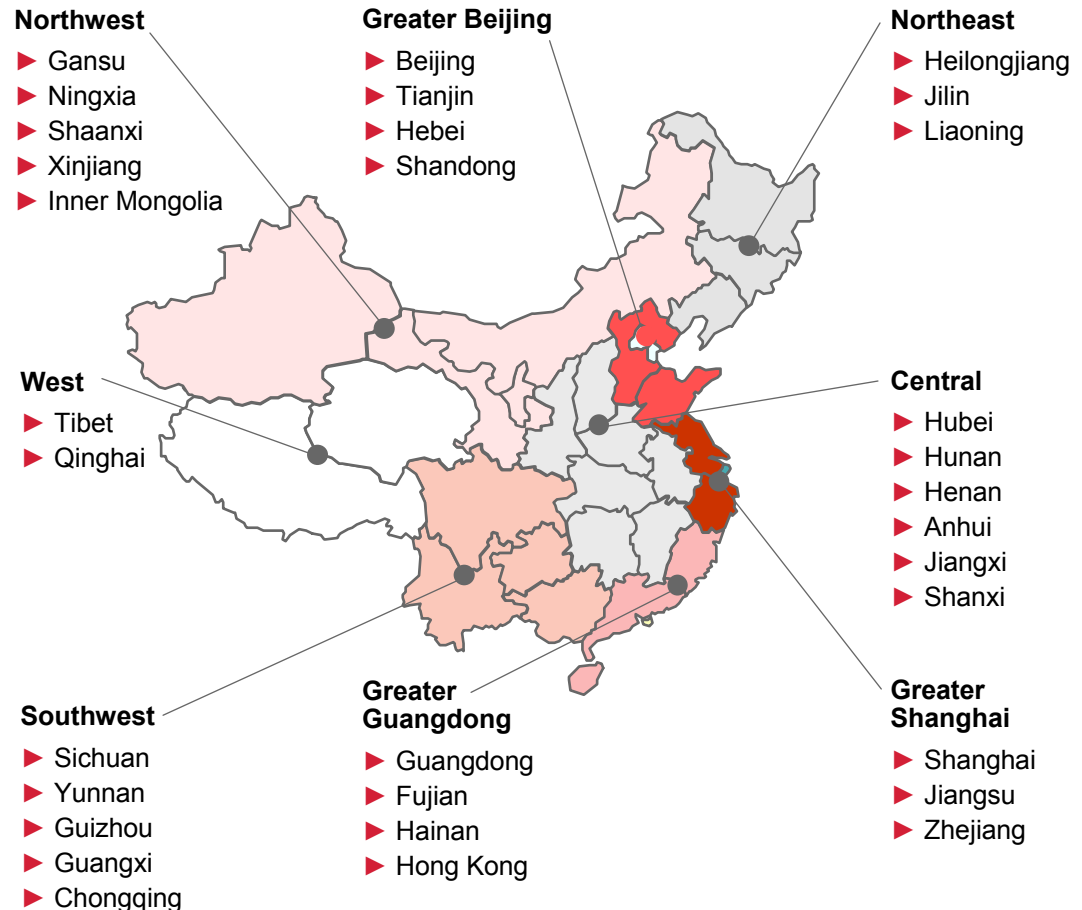 Northwest
► Gansu
► Ningxia
► Shaanxi
► Xinjiang
► Inner Mongolia
Greater Beijing
► Beijing
► Tianjin
► Hebei
► Shandong
Northeast
► Heilongjiang
► Jilin
► Liaoning
West
► Tibet
► Qinghai
Central
► Hubei
► Hunan
► Henan
► Anhui
► Jiangxi
► Shanxi
Southwest
► Sichuan
► Yunnan
► Guizhou
► Guangxi
► Chongqing
Greater
Guangdong
► Guangdong
► Fujian
► Hainan
► Hong Kong
Greater
Shanghai
► Shanghai
► Jiangsu
► Zhejiang